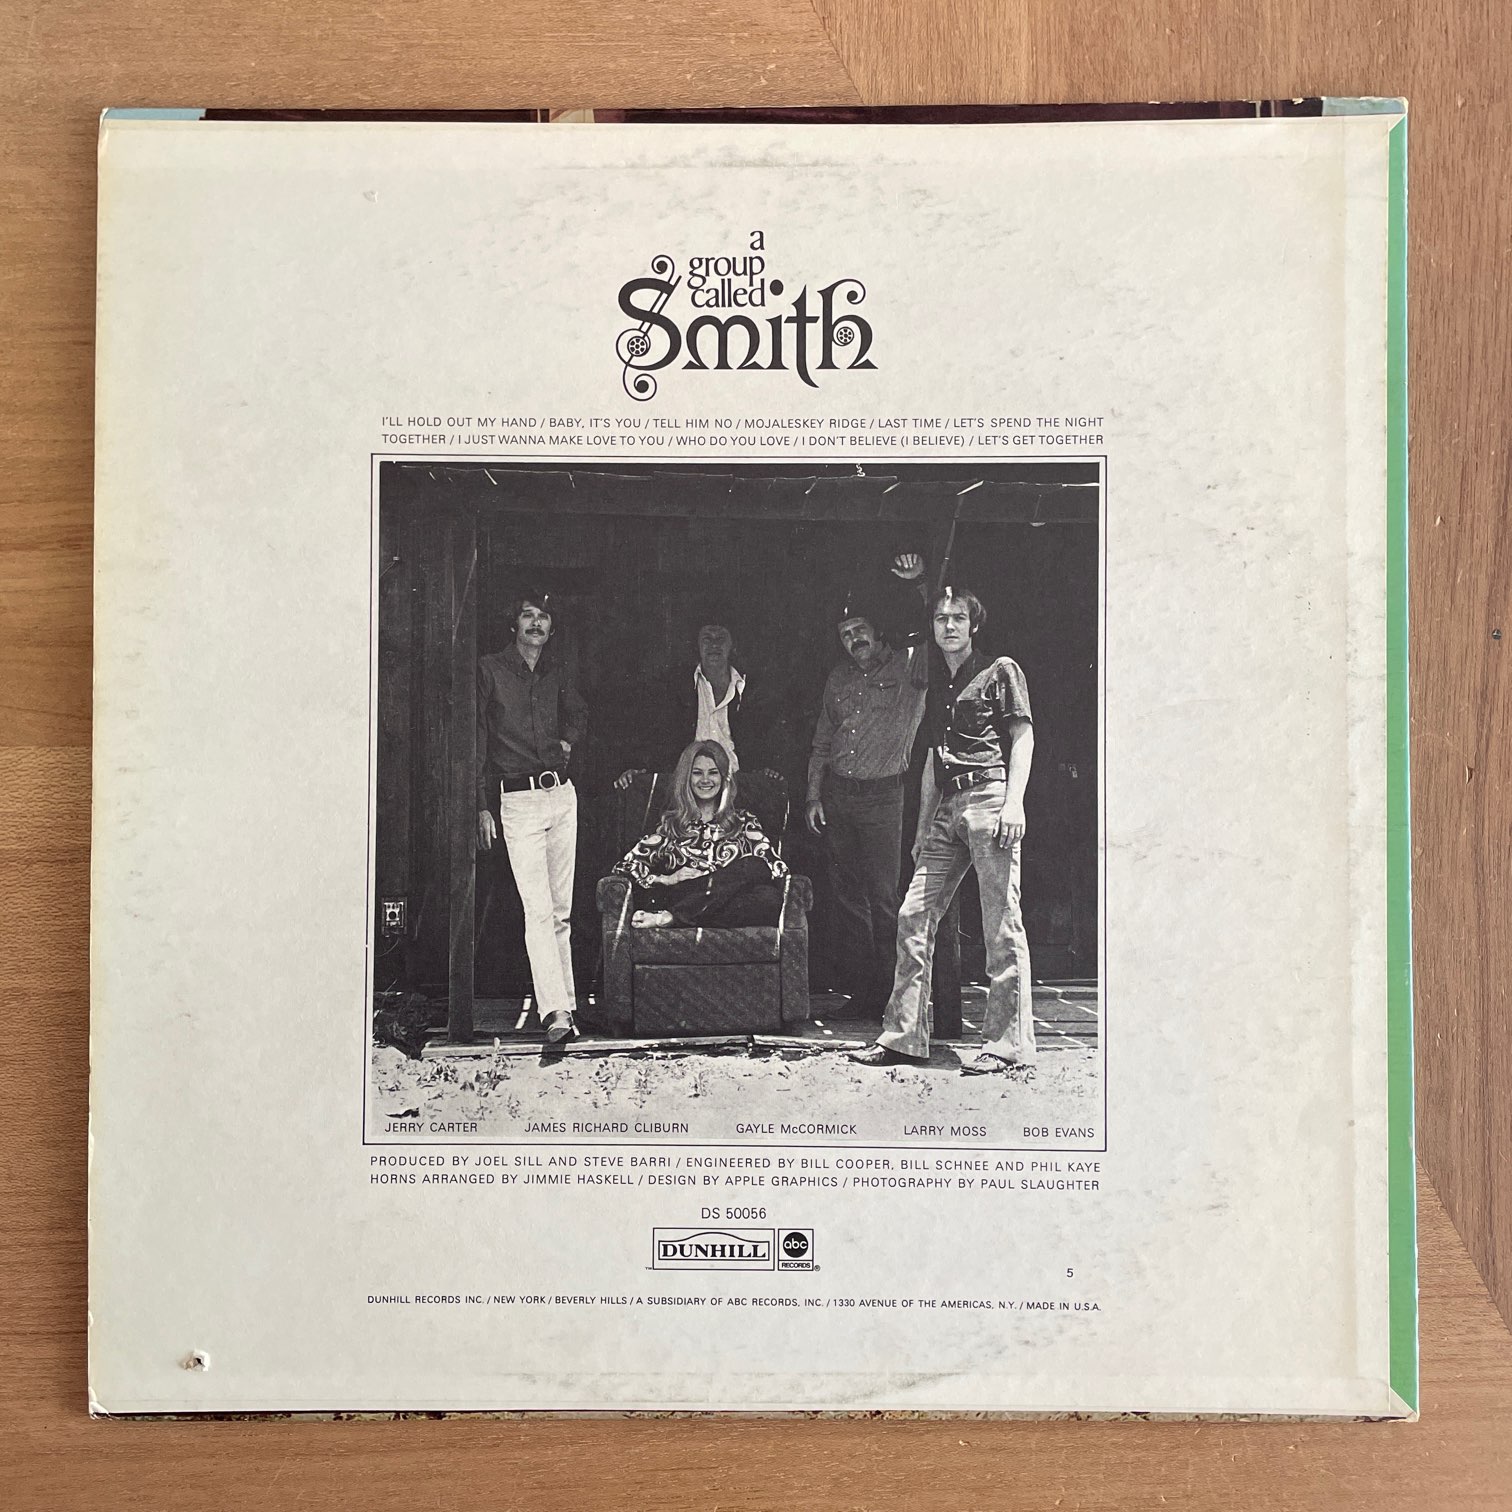 a
group
called
Smith
I'LL HOLD OUT MY HAND / BABY, IT'S YOU / TELL HIM NO / MOJALESKEY RIDGE / LAST TIME / LET'S SPEND THE NIGHT
TOGETHER / I JUST WANNA MAKE LOVE TO YOU / WHO DO YOU LOVE / I DON'T BELIEVE (I BELIEVE) / LET'S GET TOGETHER
JERRY CARTER JAMES RICHARD CLIBURN GAYLE McCORMICK LARRY MOSS BOB EVANS
PRODUCED BY JOEL SILL AND STEVE BARRI / ENGINEERED BY BILL COOPER, BILL SCHNEE AND PHIL KAYE
HORNS ARRANGED BY JIMMIE HASKELL / DESIGN BY APPLE GRAPHICS / PHOTOGRAPHY BY PAUL SLAUGHTER
DS 50056
™ DUNHILL abc RECORDS ®
5
DUNHILL RECORDS INC. / NEW YORK / BEVERLY HILLS / A SUBSIDIARY OF ABC RECORDS, INC. / 1330 AVENUE OF THE AMERICAS, N.Y. / MADE IN U.S.A.